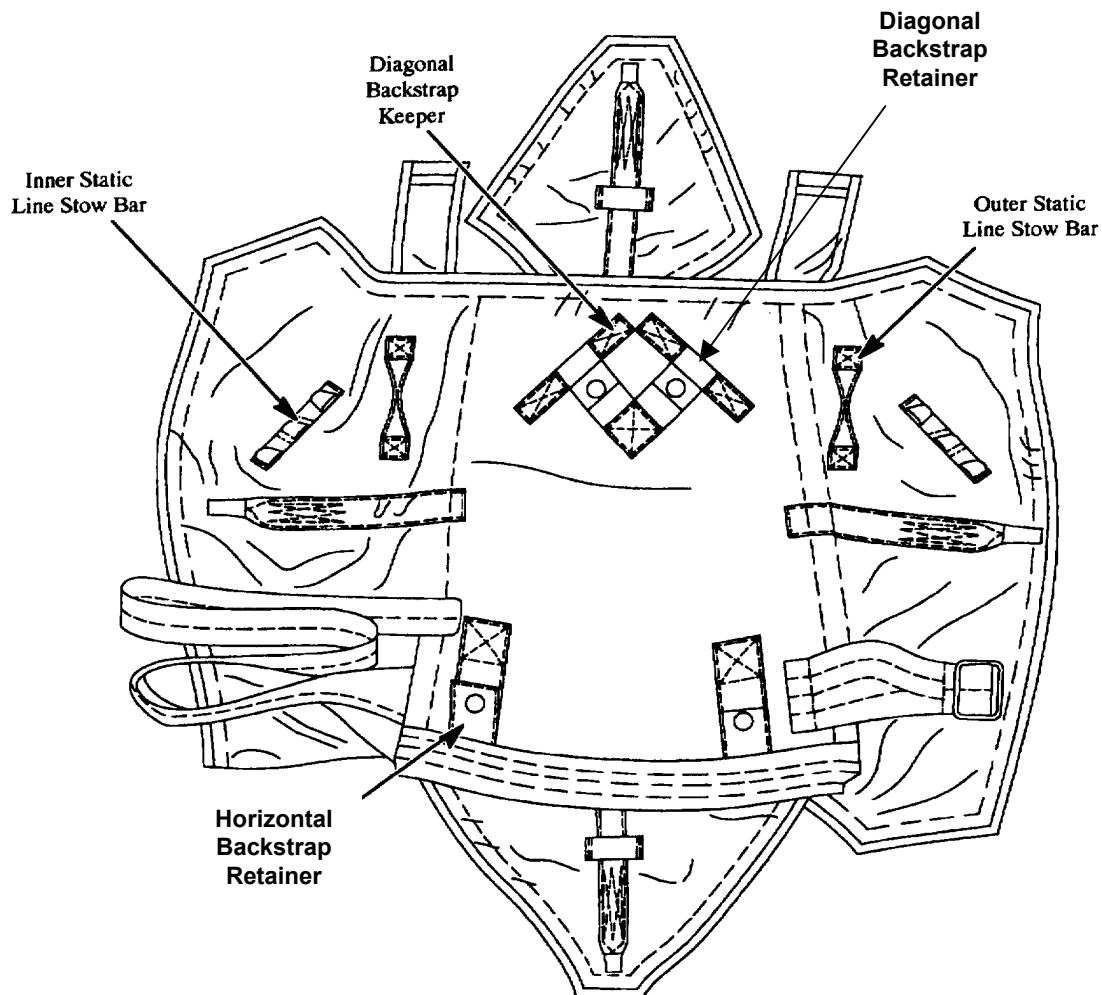 Diagonal
Backstrap
Retainer
Diagonal
Backstrap
Keeper
Inner Static
Line Stow Bar
Outer Static
Line Stow Bar
Horizontal
Backstrap
Retainer